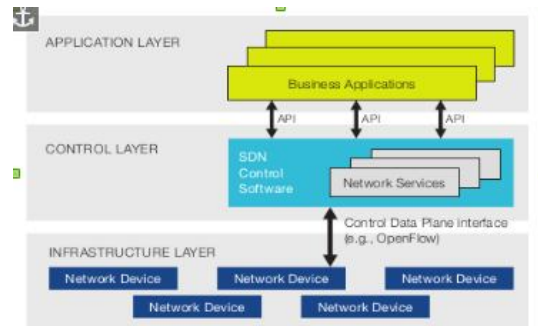 APPLICATION LAYER
Business Applications
API
API
API
CONTROL LAYER
SDN
Control
Software
Network Services
Control Data Plane interface
(e.g., OpenFlow)
INFRASTRUCTURE LAYER
Network Device
Network Device
Network Device
Network Device
Network Device